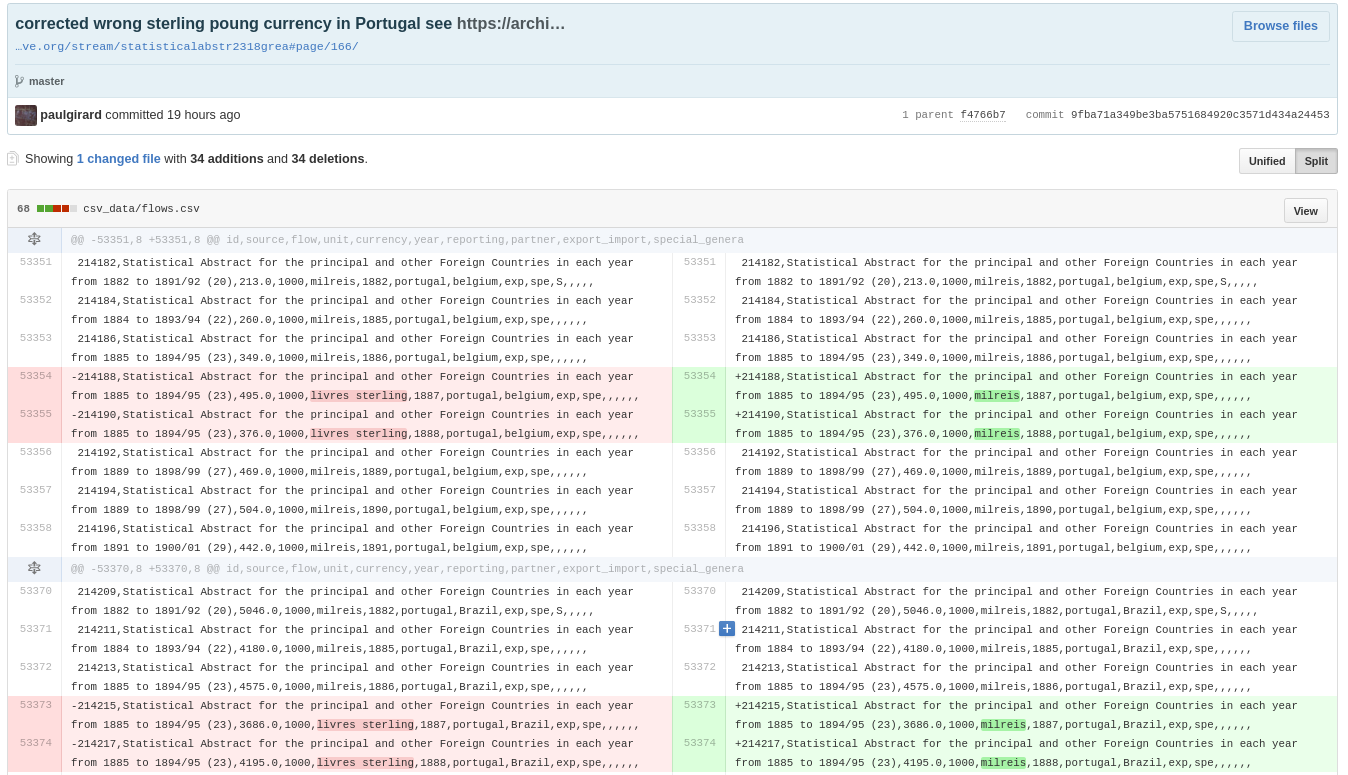 corrected wrong sterling poung currency in Portugal see https://archi…
Browse files
…ve.org/stream/statisticalabstr2318grea#page/166/
master
paulgirard committed 19 hours ago
1 parent f4766b7 commit 9fba71a349be3ba5751684920c3571d434a24453
Showing 1 changed file with 34 additions and 34 deletions.
Unified Split
68 csv_data/flows.csv
View
@@ -53351,8 +53351,8 @@ id,source,flow,unit,currency,year,reporting,partner,export_import,special_genera
53351 214182,Statistical Abstract for the principal and other Foreign Countries in each year 53351 214182,Statistical Abstract for the principal and other Foreign Countries in each year
from 1882 to 1891/92 (20),213.0,1000,milreis,1882,portugal,belgium,exp,spe,S,,,,, from 1882 to 1891/92 (20),213.0,1000,milreis,1882,portugal,belgium,exp,spe,S,,,,,
53352 214184,Statistical Abstract for the principal and other Foreign Countries in each year 53352 214184,Statistical Abstract for the principal and other Foreign Countries in each year
from 1884 to 1893/94 (22),260.0,1000,milreis,1885,portugal,belgium,exp,spe,,,,,, from 1884 to 1893/94 (22),260.0,1000,milreis,1885,portugal,belgium,exp,spe,,,,,,
53353 214186,Statistical Abstract for the principal and other Foreign Countries in each year 53353 214186,Statistical Abstract for the principal and other Foreign Countries in each year
from 1885 to 1894/95 (23),349.0,1000,milreis,1886,portugal,belgium,exp,spe,,,,,, from 1885 to 1894/95 (23),349.0,1000,milreis,1886,portugal,belgium,exp,spe,,,,,,
53354 -214188,Statistical Abstract for the principal and other Foreign Countries in each year 53354 +214188,Statistical Abstract for the principal and other Foreign Countries in each year
from 1885 to 1894/95 (23),495.0,1000,livres sterling,1887,portugal,belgium,exp,spe,,,,,, from 1885 to 1894/95 (23),495.0,1000,milreis,1887,portugal,belgium,exp,spe,,,,,,
53355 -214190,Statistical Abstract for the principal and other Foreign Countries in each year 53355 +214190,Statistical Abstract for the principal and other Foreign Countries in each year
from 1885 to 1894/95 (23),376.0,1000,livres sterling,1888,portugal,belgium,exp,spe,,,,,, from 1885 to 1894/95 (23),376.0,1000,milreis,1888,portugal,belgium,exp,spe,,,,,,
53356 214192,Statistical Abstract for the principal and other Foreign Countries in each year 53356 214192,Statistical Abstract for the principal and other Foreign Countries in each year
from 1889 to 1898/99 (27),469.0,1000,milreis,1889,portugal,belgium,exp,spe,,,,,, from 1889 to 1898/99 (27),469.0,1000,milreis,1889,portugal,belgium,exp,spe,,,,,,
53357 214194,Statistical Abstract for the principal and other Foreign Countries in each year 53357 214194,Statistical Abstract for the principal and other Foreign Countries in each year
from 1889 to 1898/99 (27),504.0,1000,milreis,1890,portugal,belgium,exp,spe,,,,,, from 1889 to 1898/99 (27),504.0,1000,milreis,1890,portugal,belgium,exp,spe,,,,,,
53358 214196,Statistical Abstract for the principal and other Foreign Countries in each year 53358 214196,Statistical Abstract for the principal and other Foreign Countries in each year
from 1891 to 1900/01 (29),442.0,1000,milreis,1891,portugal,belgium,exp,spe,,,,,, from 1891 to 1900/01 (29),442.0,1000,milreis,1891,portugal,belgium,exp,spe,,,,,,
@@ -53370,8 +53370,8 @@ id,source,flow,unit,currency,year,reporting,partner,export_import,special_genera
53370 214209,Statistical Abstract for the principal and other Foreign Countries in each year 53370 214209,Statistical Abstract for the principal and other Foreign Countries in each year
from 1882 to 1891/92 (20),5046.0,1000,milreis,1882,portugal,Brazil,exp,spe,S,,,,, from 1882 to 1891/92 (20),5046.0,1000,milreis,1882,portugal,Brazil,exp,spe,S,,,,,
53371 214211,Statistical Abstract for the principal and other Foreign Countries in each year 53371 + 214211,Statistical Abstract for the principal and other Foreign Countries in each year
from 1884 to 1893/94 (22),4180.0,1000,milreis,1885,portugal,Brazil,exp,spe,,,,,, from 1884 to 1893/94 (22),4180.0,1000,milreis,1885,portugal,Brazil,exp,spe,,,,,,
53372 214213,Statistical Abstract for the principal and other Foreign Countries in each year 53372 214213,Statistical Abstract for the principal and other Foreign Countries in each year
from 1885 to 1894/95 (23),4575.0,1000,milreis,1886,portugal,Brazil,exp,spe,,,,,, from 1885 to 1894/95 (23),4575.0,1000,milreis,1886,portugal,Brazil,exp,spe,,,,,,
53373 -214215,Statistical Abstract for the principal and other Foreign Countries in each year 53373 +214215,Statistical Abstract for the principal and other Foreign Countries in each year
from 1885 to 1894/95 (23),3686.0,1000,livres sterling,1887,portugal,Brazil,exp,spe,,,,,, from 1885 to 1894/95 (23),3686.0,1000,milreis,1887,portugal,Brazil,exp,spe,,,,,,
53374 -214217,Statistical Abstract for the principal and other Foreign Countries in each year 53374 +214217,Statistical Abstract for the principal and other Foreign Countries in each year
from 1885 to 1894/95 (23),4195.0,1000,livres sterling,1888,portugal,Brazil,exp,spe,,,,,, from 1885 to 1894/95 (23),4195.0,1000,milreis,1888,portugal,Brazil,exp,spe,,,,,,